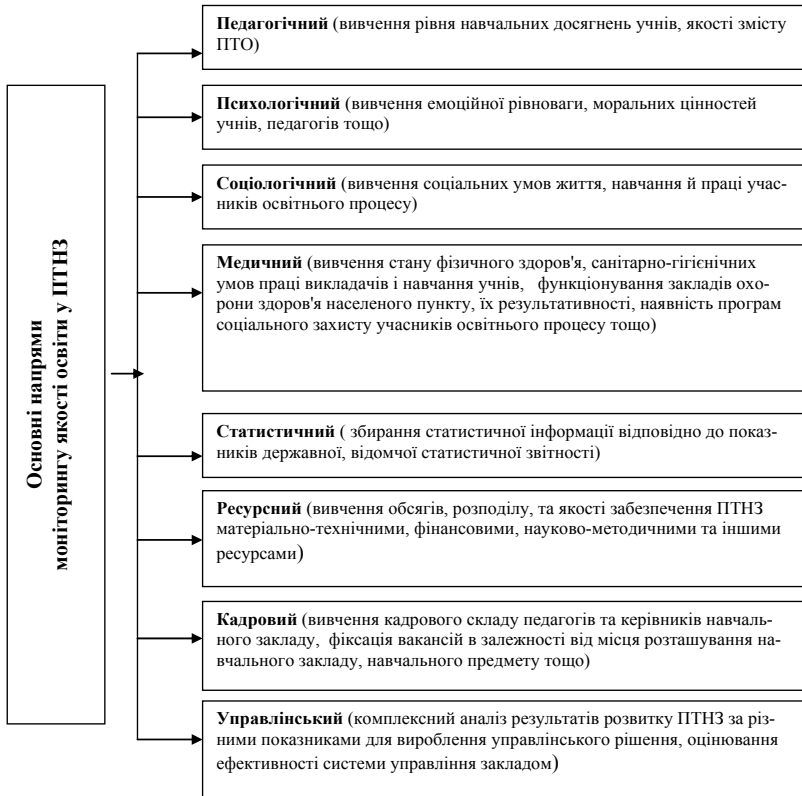 Основні напрями
моніторингу якості освіти у ПТНЗ
Педагогічний (вивчення рівня навчальних досягнень учнів, якості змісту
ПТО)
Психологічний (вивчення емоційної рівноваги, моральних цінностей
учнів, педагогів тощо)
Соціологічний (вивчення соціальних умов життя, навчання й праці учас-
ників освітнього процесу)
Медичний (вивчення стану фізичного здоров'я, санітарно-гігієнічних
умов праці викладачів і навчання учнів, функціонування закладів охо-
рони здоров'я населеного пункту, їх результативності, наявність програм
соціального захисту учасників освітнього процесу тощо)
Статистичний ( збирання статистичної інформації відповідно до показ-
ників державної, відомчої статистичної звітності)
Ресурсний (вивчення обсягів, розподілу, та якості забезпечення ПТНЗ
матеріально-технічними, фінансовими, науково-методичними та іншими
ресурсами)
Кадровий (вивчення кадрового складу педагогів та керівників навчаль-
ного закладу, фіксація вакансій в залежності від місця розташування на-
вчального закладу, навчального предмету тощо)
Управлінський (комплексний аналіз результатів розвитку ПТНЗ за різ-
ними показниками для вироблення управлінського рішення, оцінювання
ефективності системи управління закладом)